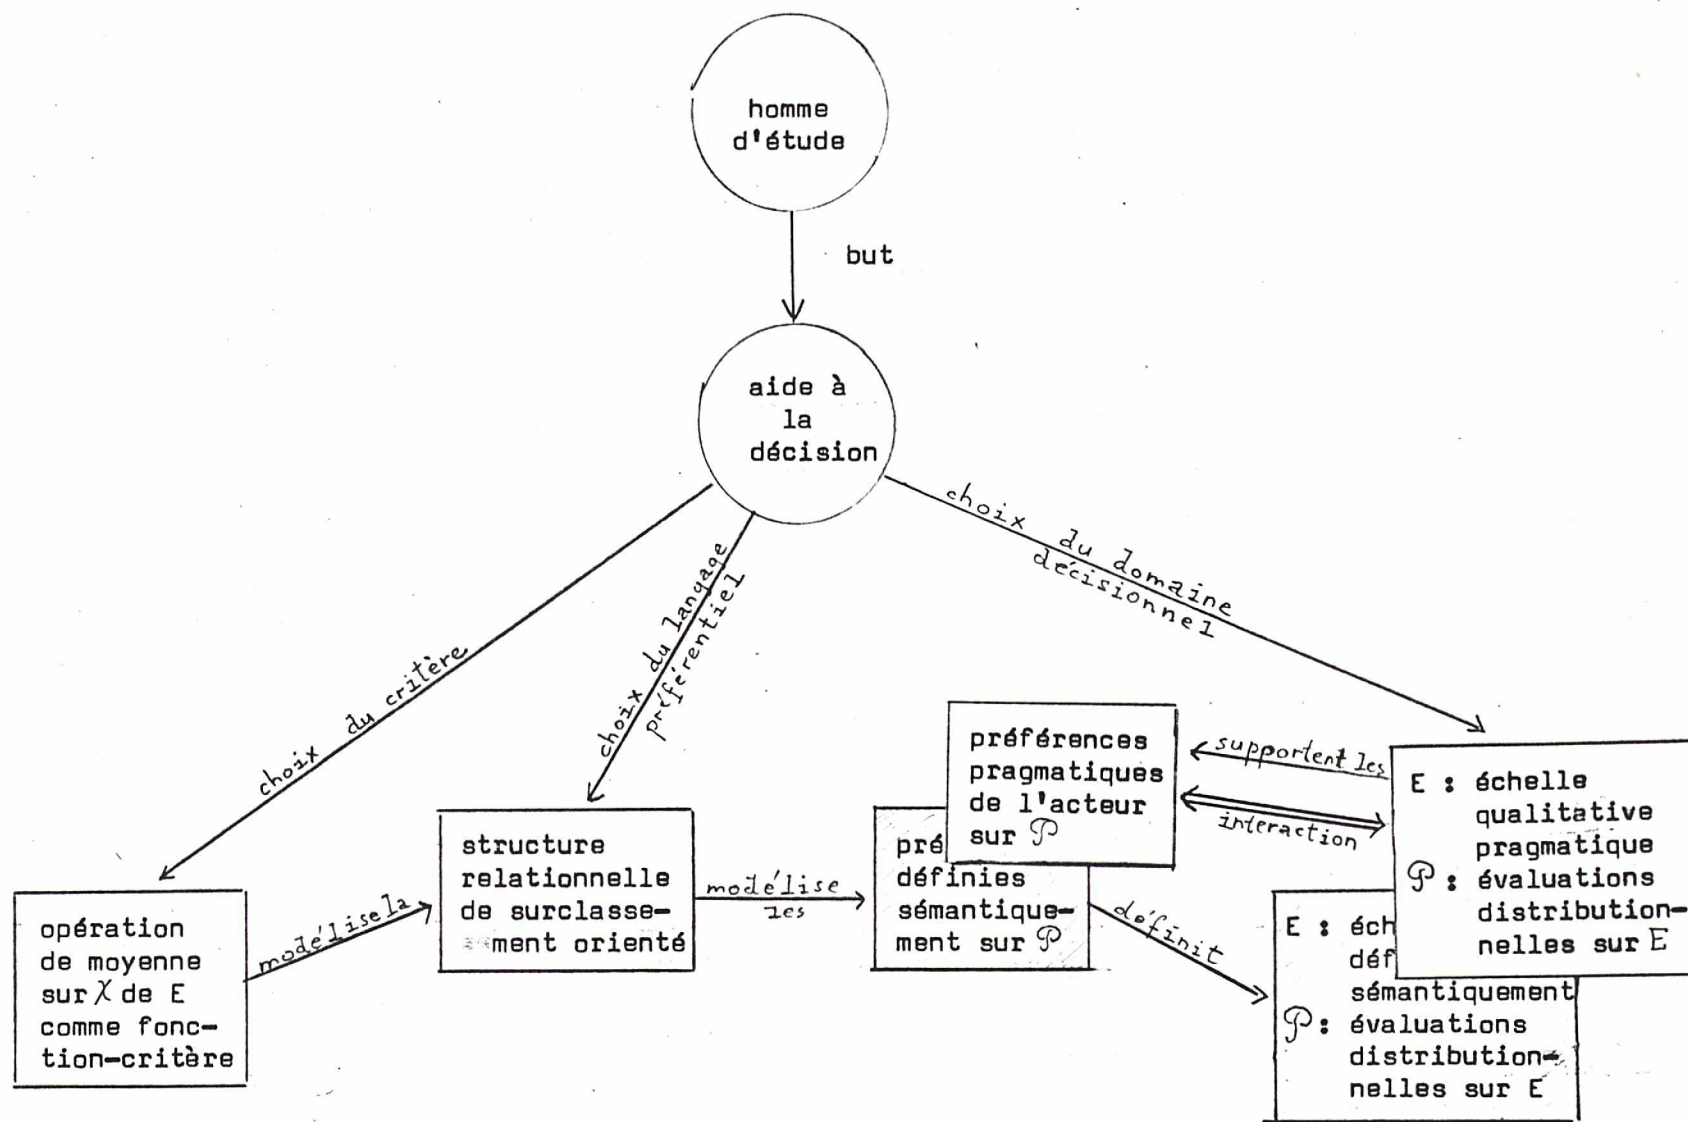 homme
d'étude
but
aide à
la
décision
choix du critère
choix du langage
préférentiel
choix du domaine
décisionnel
préférences
pragmatiques
de l'acteur
sur 𝒫
supportent les
interaction
E : échelle
qualitative
pragmatique
𝒫 : évaluations
distribution-
nelles sur E
opération
de moyenne
sur χ de E
comme fonc-
tion-critère
modélise la
structure
relationnelle
de surclasse-
ment orienté
modélise
les
pré
définies
sémantique-
ment sur 𝒫
définit
E : éch
déf
sémantiquement
𝒫 : évaluations
distribution-
nelles sur E